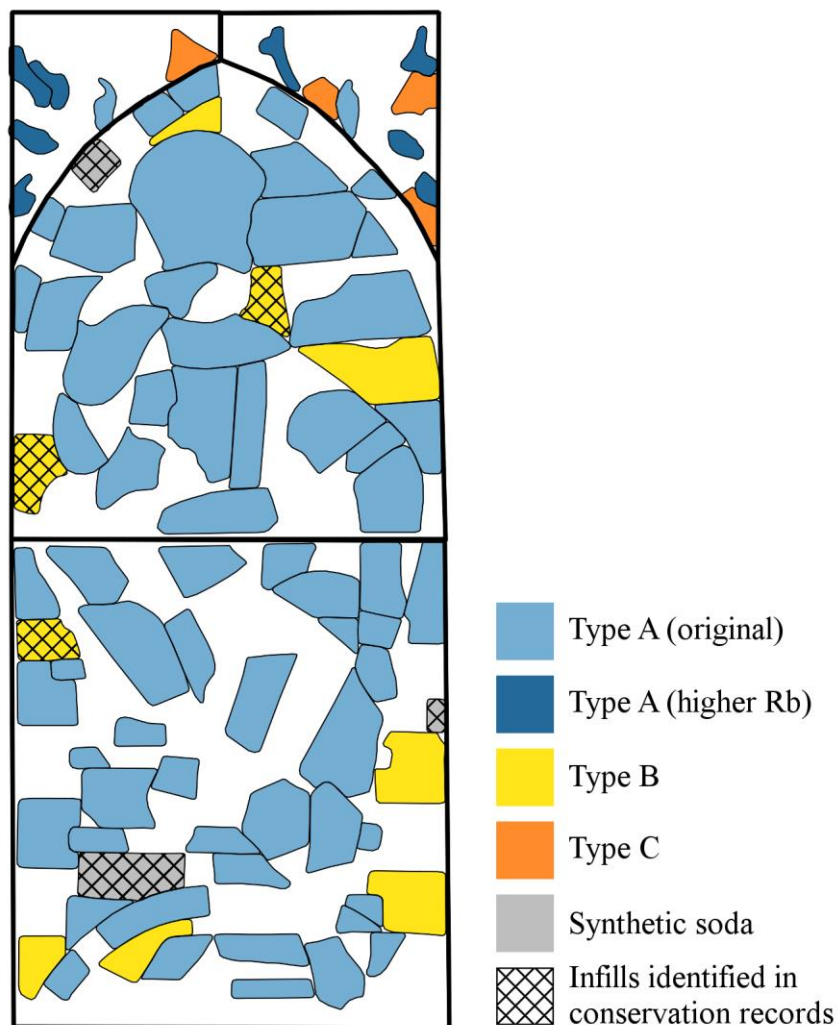 Type A (original)
Type A (higher Rb)
Type B
Type C
Synthetic soda
Infills identified in
conservation records